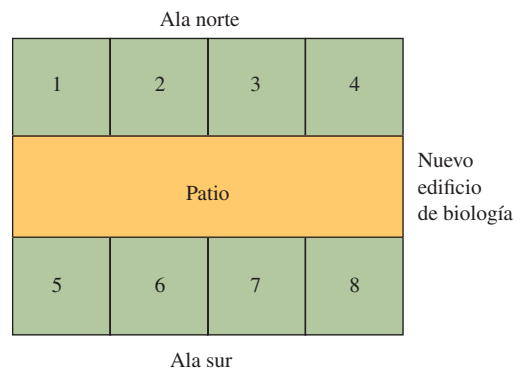 Ala norte
1 2 3 4
Patio
Nuevo
edificio
de biología
5 6 7 8
Ala sur